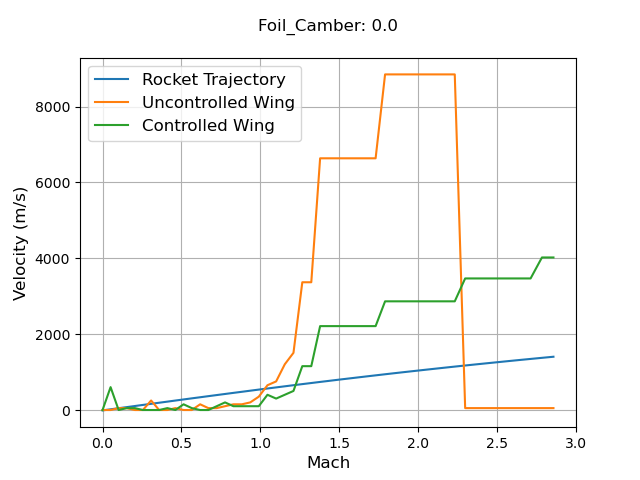 Foil_Camber: 0.0
Rocket Trajectory
Uncontrolled Wing
Controlled Wing
8000
6000
4000
2000
0
Velocity (m/s)
0.0 0.5 1.0 1.5 2.0 2.5 3.0
Mach